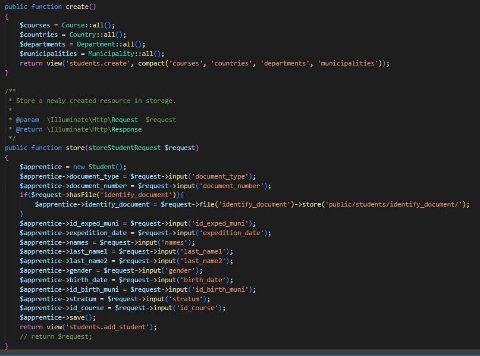 public function create()
{
    $courses = Course::all();
    $countries = Country::all();
    $departments = Department::all();
    $municipalities = Municipality::all();
    return view('students.create', compact('courses', 'countries', 'departments', 'municipalities'));
}

/**
 * Store a newly created resource in storage.
 *
 * @param  \Illuminate\Http\Request  $request
 * @return \Illuminate\Http\Response
 */
public function store(storeStudentRequest $request)
{
    $apprentice = new Student();
    $apprentice->document_type = $request->input('document_type');
    $apprentice->document_number = $request->input('document_number');
    if($request->hasFile('identify_document')){
        $apprentice->identify_document = $request->file('identify_document')->store('public/students/identify_document/');
    }
    $apprentice->id_exped_muni = $request->input('id_exped_muni');
    $apprentice->expedition_date = $request->input('expedition_date');
    $apprentice->names = $request->input('names');
    $apprentice->last_name1 = $request->input('last_name1');
    $apprentice->last_name2 = $request->input('last_name2');
    $apprentice->gender = $request->input('gender');
    $apprentice->birth_date = $request->input('birth_date');
    $apprentice->id_birth_muni = $request->input('id_birth_muni');
    $apprentice->stratum = $request->input('stratum');
    $apprentice->id_course = $request->input('id_course');
    $apprentice->save();
    return view('students.add_student');
    // return $request;
}